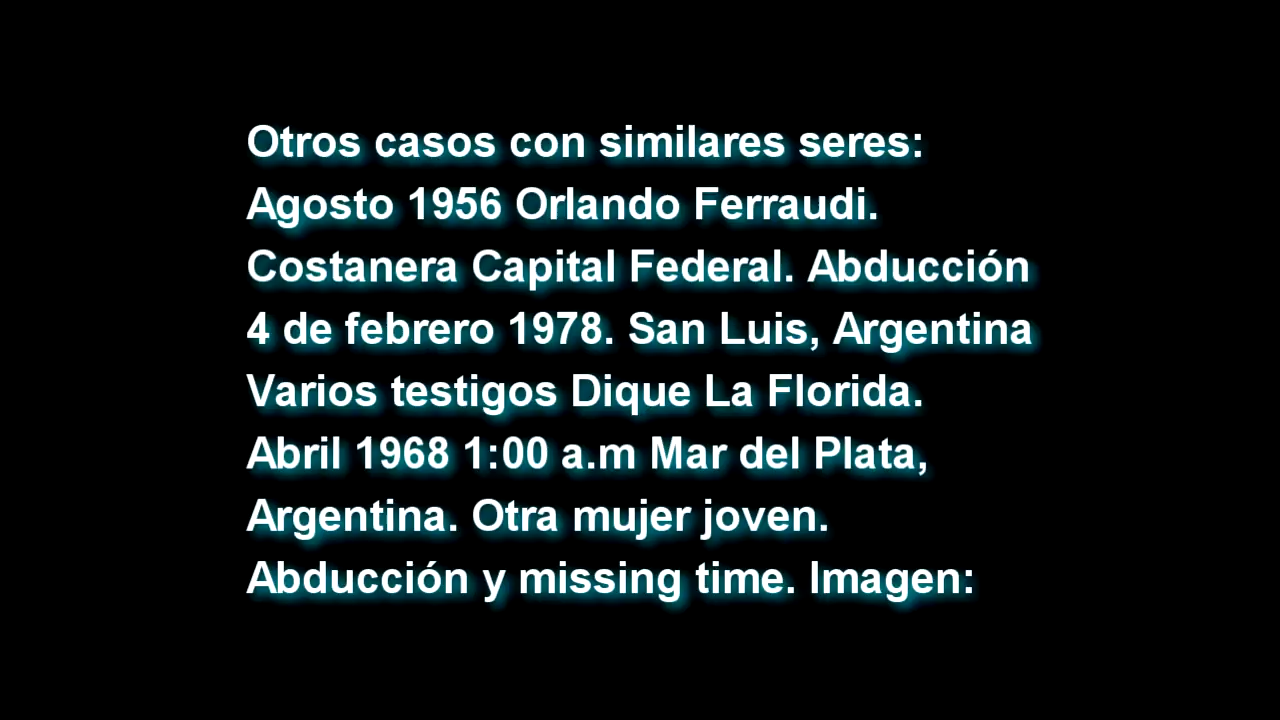 Otros casos con similares seres:
Agosto 1956 Orlando Ferraudi.
Costanera Capital Federal. Abducción
4 de febrero 1978. San Luis, Argentina
Varios testigos Dique La Florida.
Abril 1968 1:00 a.m Mar del Plata,
Argentina. Otra mujer joven.
Abducción y missing time. Imagen: